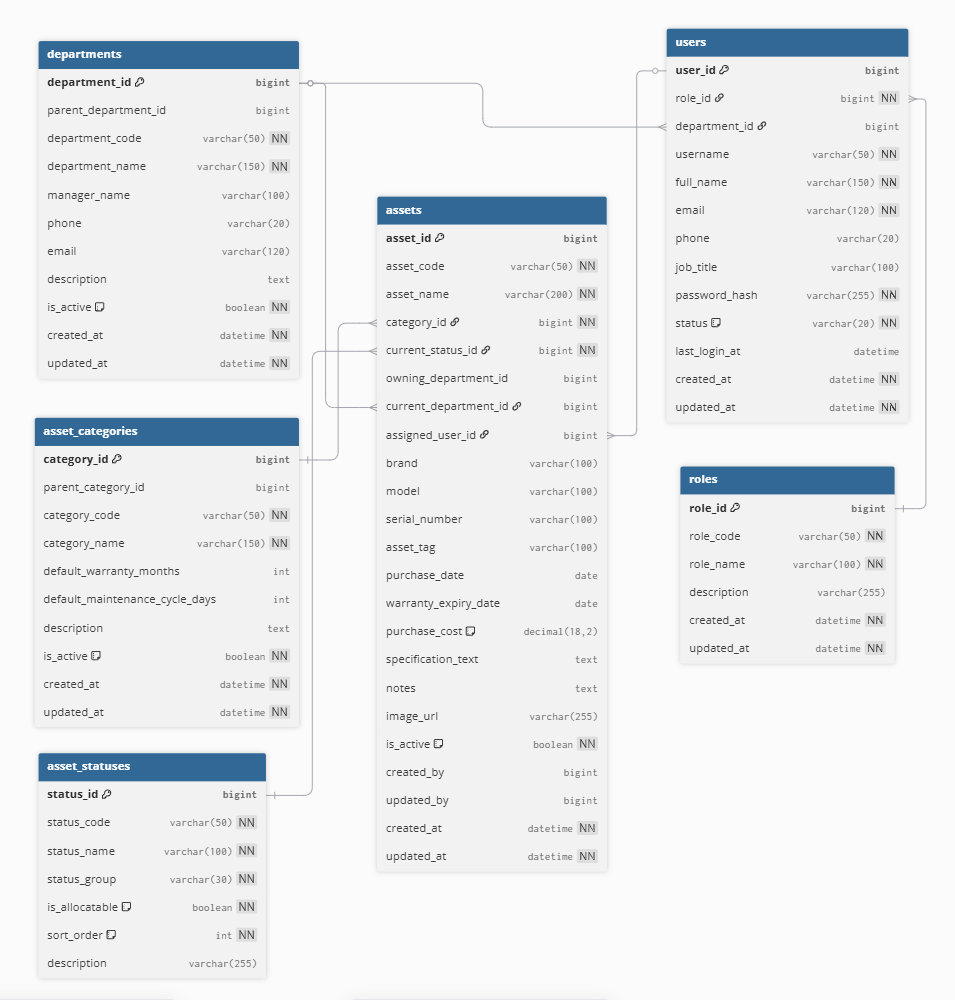 departments
department_id bigint
parent_department_id bigint
department_code varchar(50) NN
department_name varchar(150) NN
manager_name varchar(100)
phone varchar(20)
email varchar(120)
description text
is_active boolean NN
created_at datetime NN
updated_at datetime NN
asset_categories
category_id bigint
parent_category_id bigint
category_code varchar(50) NN
category_name varchar(150) NN
default_warranty_months int
default_maintenance_cycle_days int
description text
is_active boolean NN
created_at datetime NN
updated_at datetime NN
asset_statuses
status_id bigint
status_code varchar(50) NN
status_name varchar(100) NN
status_group varchar(30) NN
is_allocatable boolean NN
sort_order int NN
description varchar(255)
assets
asset_id bigint
asset_code varchar(50) NN
asset_name varchar(200) NN
category_id bigint NN
current_status_id bigint NN
owning_department_id bigint
current_department_id bigint
assigned_user_id bigint
brand varchar(100)
model varchar(100)
serial_number varchar(100)
asset_tag varchar(100)
purchase_date date
warranty_expiry_date date
purchase_cost decimal(18,2)
specification_text text
notes text
image_url varchar(255)
is_active boolean NN
created_by bigint
updated_by bigint
created_at datetime NN
updated_at datetime NN
users
user_id bigint
role_id bigint NN
department_id bigint
username varchar(50) NN
full_name varchar(150) NN
email varchar(120) NN
phone varchar(20)
job_title varchar(100)
password_hash varchar(255) NN
status varchar(20) NN
last_login_at datetime
created_at datetime NN
updated_at datetime NN
roles
role_id bigint
role_code varchar(50) NN
role_name varchar(100) NN
description varchar(255)
created_at datetime NN
updated_at datetime NN